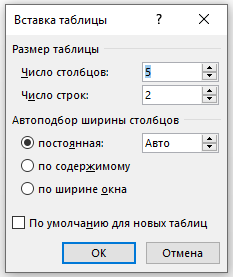 Вставка таблицы ? ×
Размер таблицы
Число столбцов: 5
Число строк: 2
Автоподбор ширины столбцов
постоянная: Авто
по содержимому
по ширине окна
По умолчанию для новых таблиц
ОК Отмена